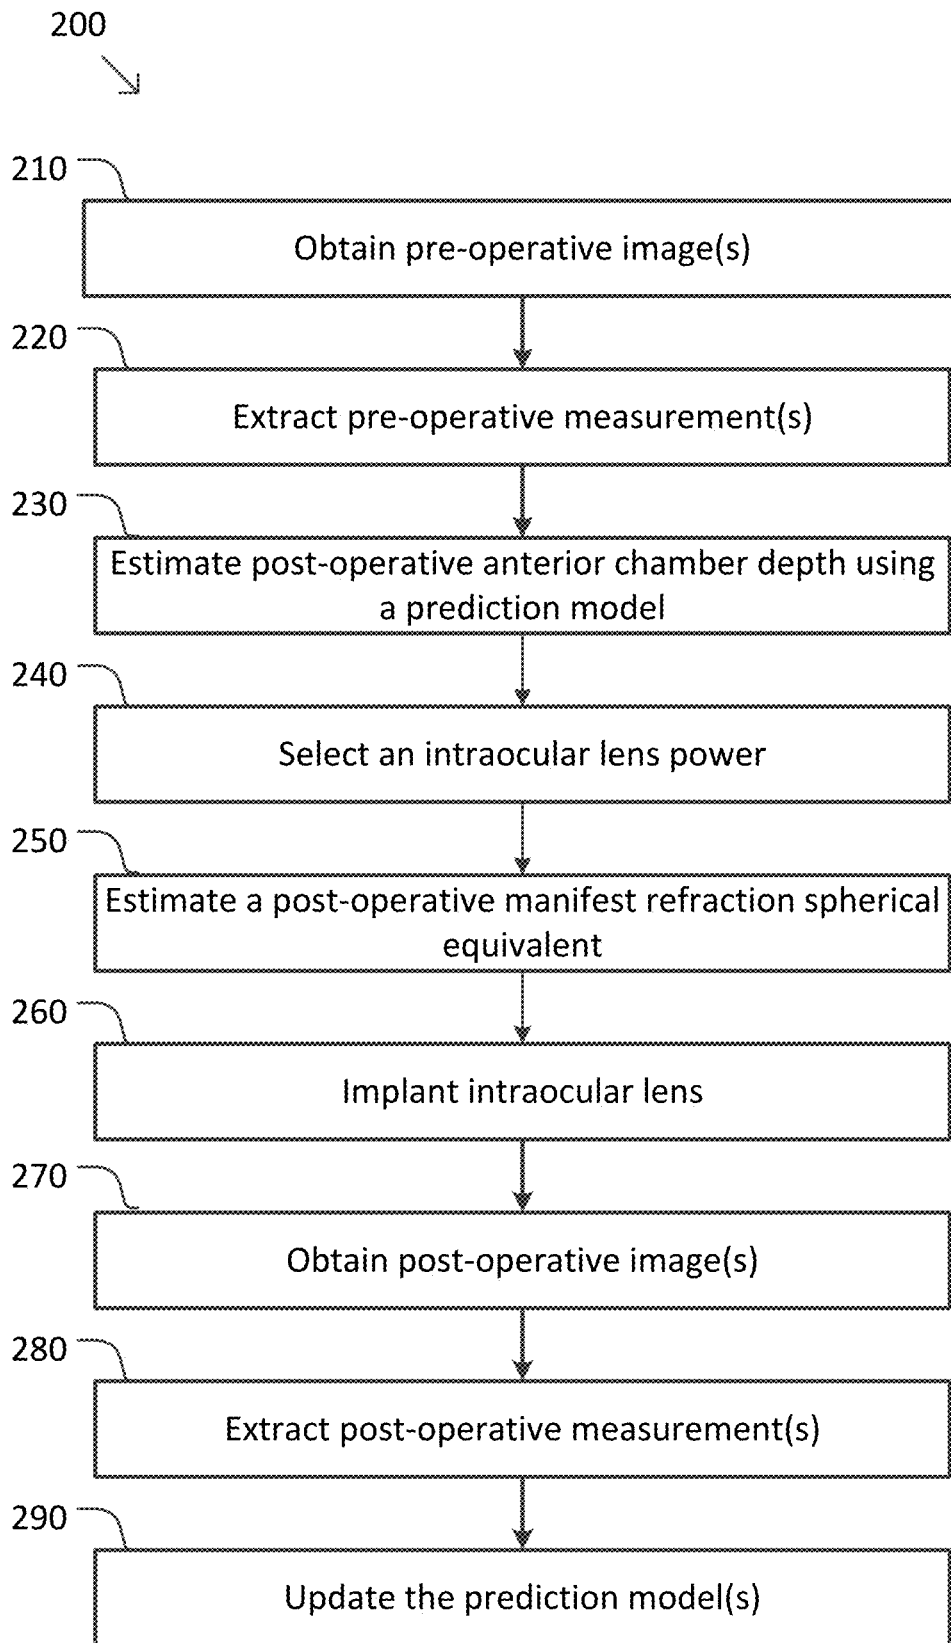 200
210
Obtain pre-operative image(s)
220
Extract pre-operative measurement(s)
230
Estimate post-operative anterior chamber depth using
a prediction model
240
Select an intraocular lens power
250
Estimate a post-operative manifest refraction spherical
equivalent
260
Implant intraocular lens
270
Obtain post-operative image(s)
280
Extract post-operative measurement(s)
290
Update the prediction model(s)